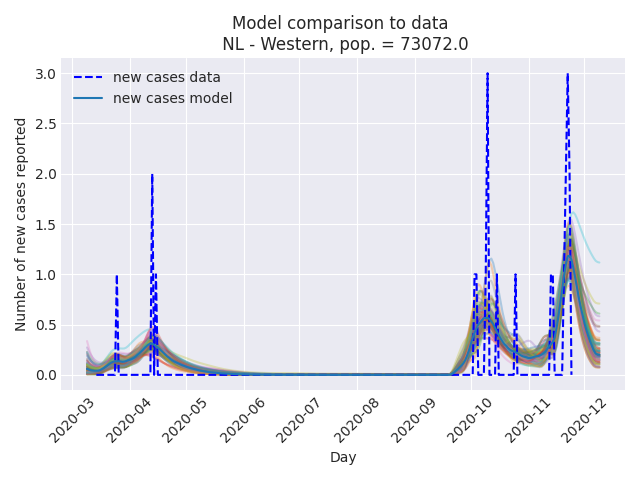 Model comparison to data
NL - Western, pop. = 73072.0
new cases data
new cases model
Number of new cases reported
3.0
2.5
2.0
1.5
1.0
0.5
0.0
2020-03
2020-04
2020-05
2020-06
2020-07
2020-08
2020-09
2020-10
2020-11
2020-12
Day